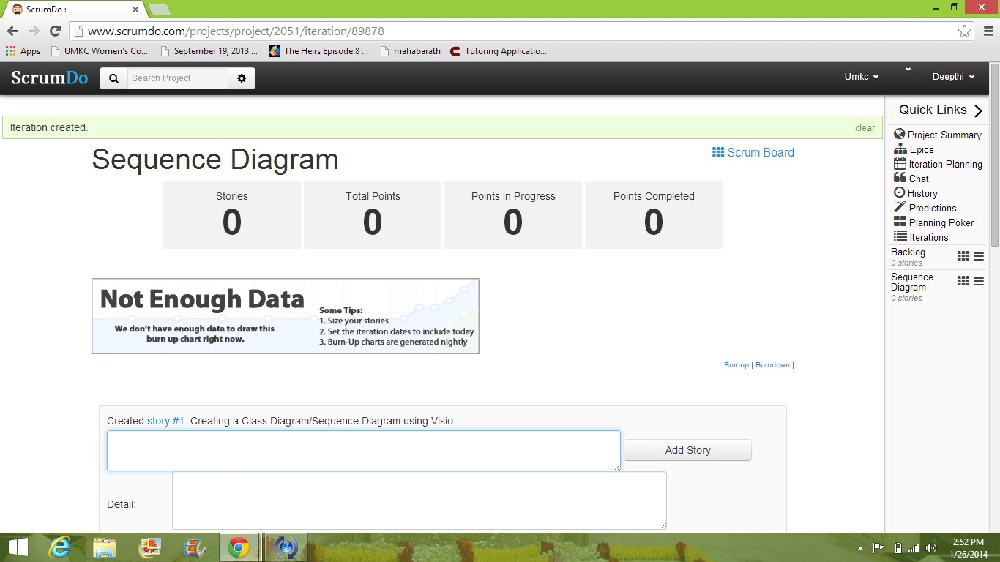 ScrumDo :
www.scrumdo.com/projects/project/2051/iteration/89878
Apps UMKC Women's Co... September 19, 2013 ... The Heirs Episode 8 ... mahabarath Tutoring Applicatio...
ScrumDo Search Project Umkc Deepthi
Quick Links
Iteration created. clear
Sequence Diagram
Scrum Board
Stories Total Points Points In Progress Points Completed
0 0 0 0
Not Enough Data
We don't have enough data to draw this
burn up chart right now.
Some Tips:
1. Size your stories
2. Set the iteration dates to include today
3. Burn-Up charts are generated nightly
Burnup | Burndown |
Created story #1. Creating a Class Diagram/Sequence Diagram using Visio
Add Story
Detail:
Project Summary
Epics
Iteration Planning
Chat
History
Predictions
Planning Poker
Iterations
Backlog
0 stories
Sequence
Diagram
0 stories
2:52 PM
1/26/2014